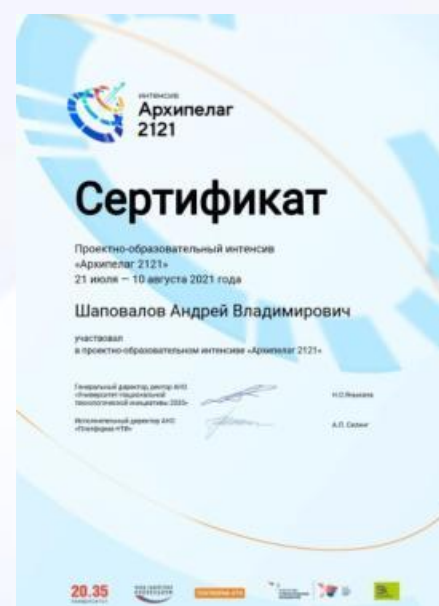 ИНТЕНСИВ
Архипелаг
2121
Сертификат
Проектно-образовательный интенсив
«Архипелаг 2121»
21 июля — 10 августа 2021 года
Шаповалов Андрей Владимирович
участвовал
в проектно-образовательном интенсиве «Архипелаг 2121»
Генеральный директор, ректор АНО
«Университет национальной
технологической инициативы 2035»
Исполнительный директор АНО
«Платформа НТИ»
20.35